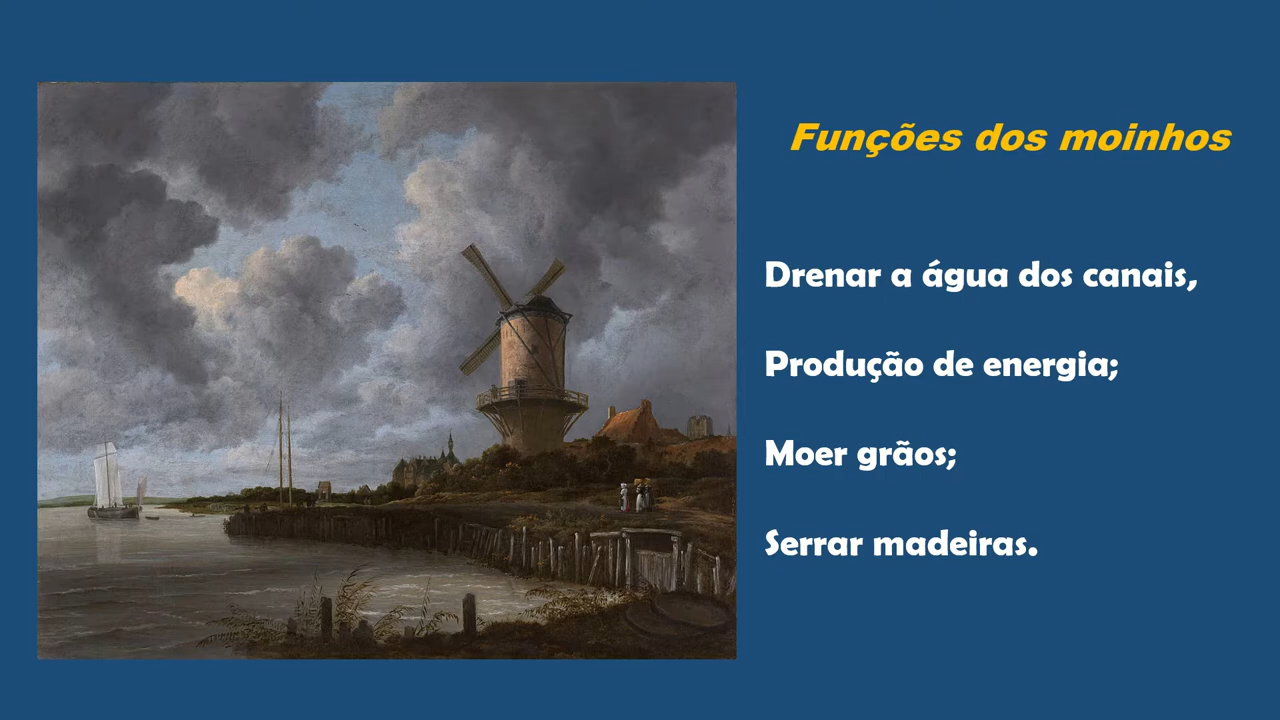 Funções dos moinhos
Drenar a água dos canais,
Produção de energia;
Moer grãos;
Serrar madeiras.